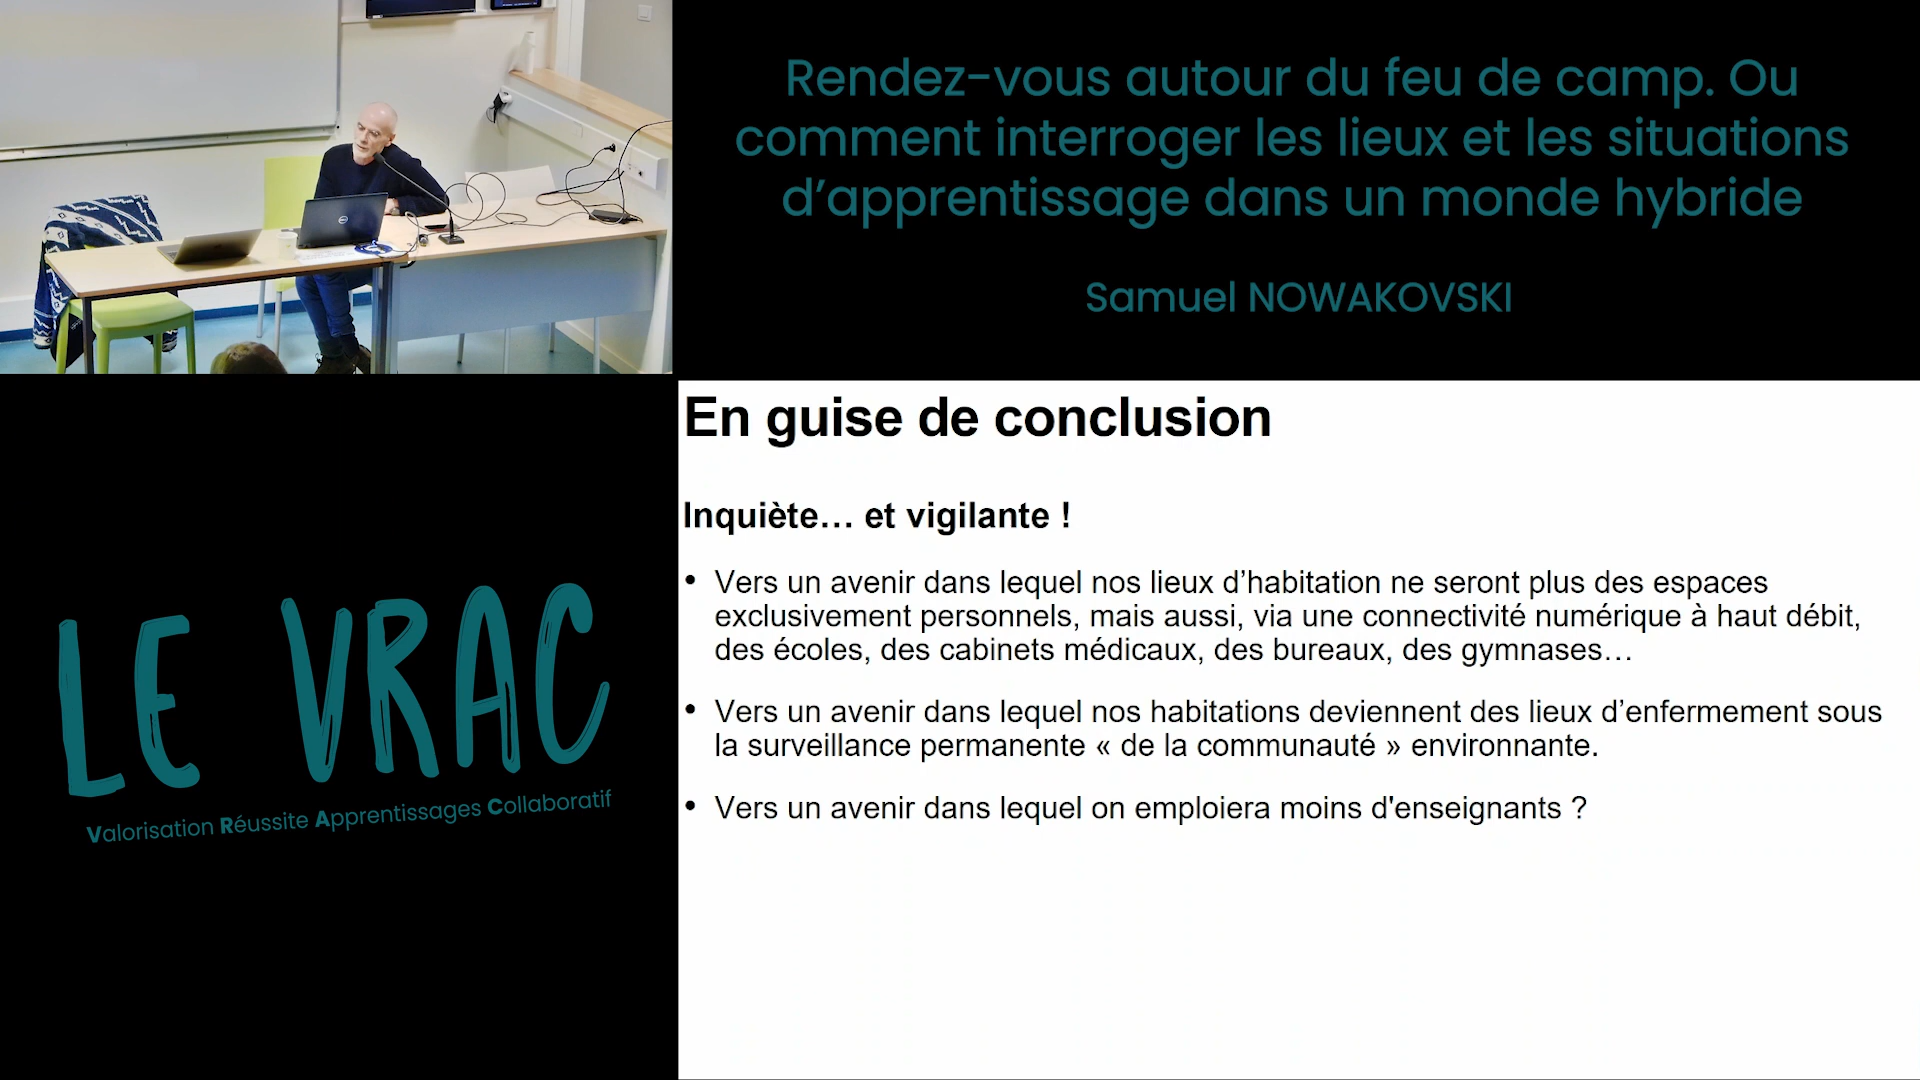 Rendez-vous autour du feu de camp. Ou
comment interroger les lieux et les situations
d’apprentissage dans un monde hybride
Samuel NOWAKOVSKI
En guise de conclusion
Inquiète… et vigilante !
• Vers un avenir dans lequel nos lieux d’habitation ne seront plus des espaces
exclusivement personnels, mais aussi, via une connectivité numérique à haut débit,
des écoles, des cabinets médicaux, des bureaux, des gymnases…
• Vers un avenir dans lequel nos habitations deviennent des lieux d’enfermement sous
la surveillance permanente « de la communauté » environnante.
• Vers un avenir dans lequel on emploiera moins d'enseignants ?
LE VRAC
Valorisation Réussite Apprentissages Collaboratif